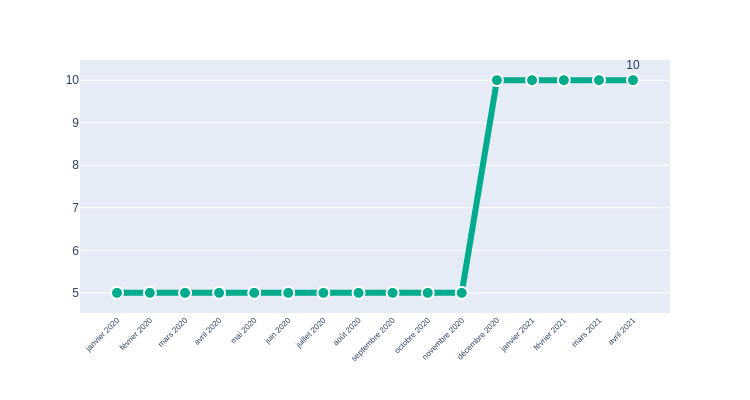 10
10
9
8
7
6
5
janvier 2020
février 2020
mars 2020
avril 2020
mai 2020
juin 2020
juillet 2020
août 2020
septembre 2020
octobre 2020
novembre 2020
décembre 2020
janvier 2021
février 2021
mars 2021
avril 2021